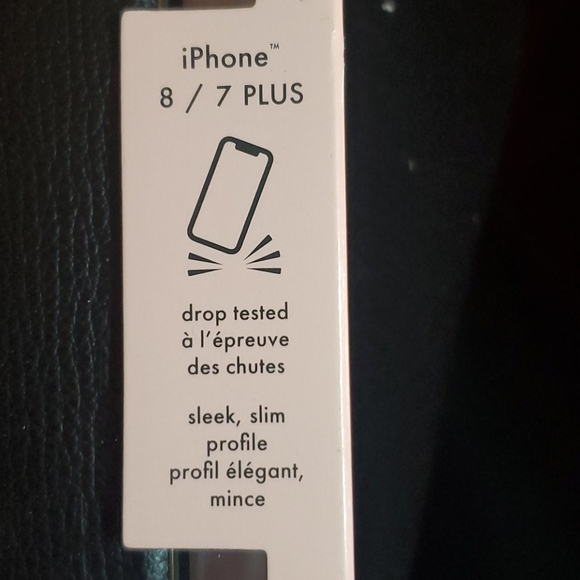 iPhone™
8 / 7 PLUS
drop tested
à l'épreuve
des chutes
sleek, slim
profile
profil élégant,
mince